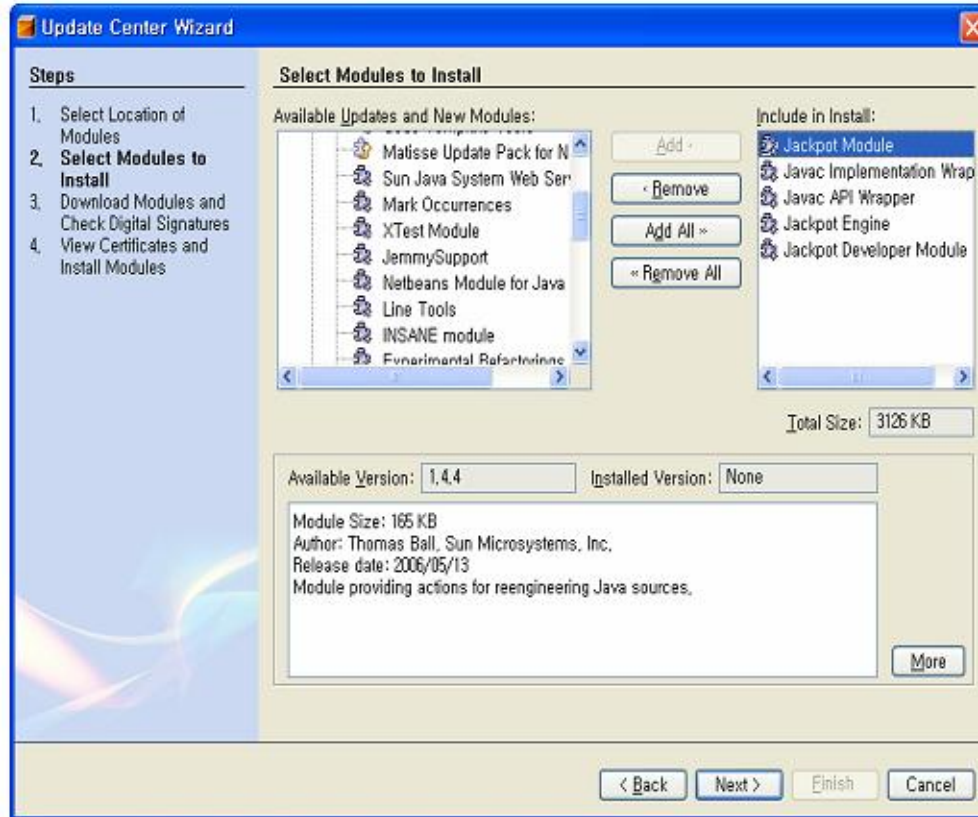 Update Center Wizard
Steps
1. Select Location of
Modules
2. Select Modules to
Install
3. Download Modules and
Check Digital Signatures
4. View Certificates and
Install Modules
Select Modules to Install
Available Updates and New Modules:
Matisse Update Pack for N
Sun Java System Web Ser
Mark Occurrences
XTest Module
JemmySupport
Netbeans Module for Java
Line Tools
INSANE module
Experimental Refactorings
Add ›
‹ Remove
Add All »
« Remove All
Include in Install:
Jackpot Module
Javac Implementation Wrap
Javac API Wrapper
Jackpot Engine
Jackpot Developer Module
Total Size: 3126 KB
Available Version: 1.4.4
Installed Version: None
Module Size: 165 KB
Author: Thomas Ball, Sun Microsystems, Inc.
Release date: 2006/05/13
Module providing actions for reengineering Java sources.
More
< Back
Next >
Finish
Cancel